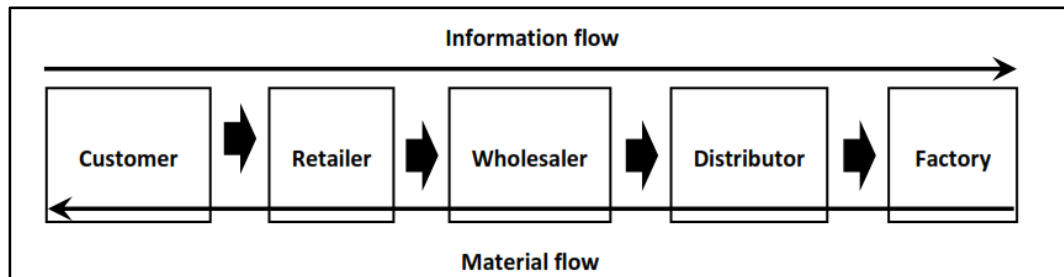 Information flow
Customer Retailer Wholesaler Distributor Factory
Material flow